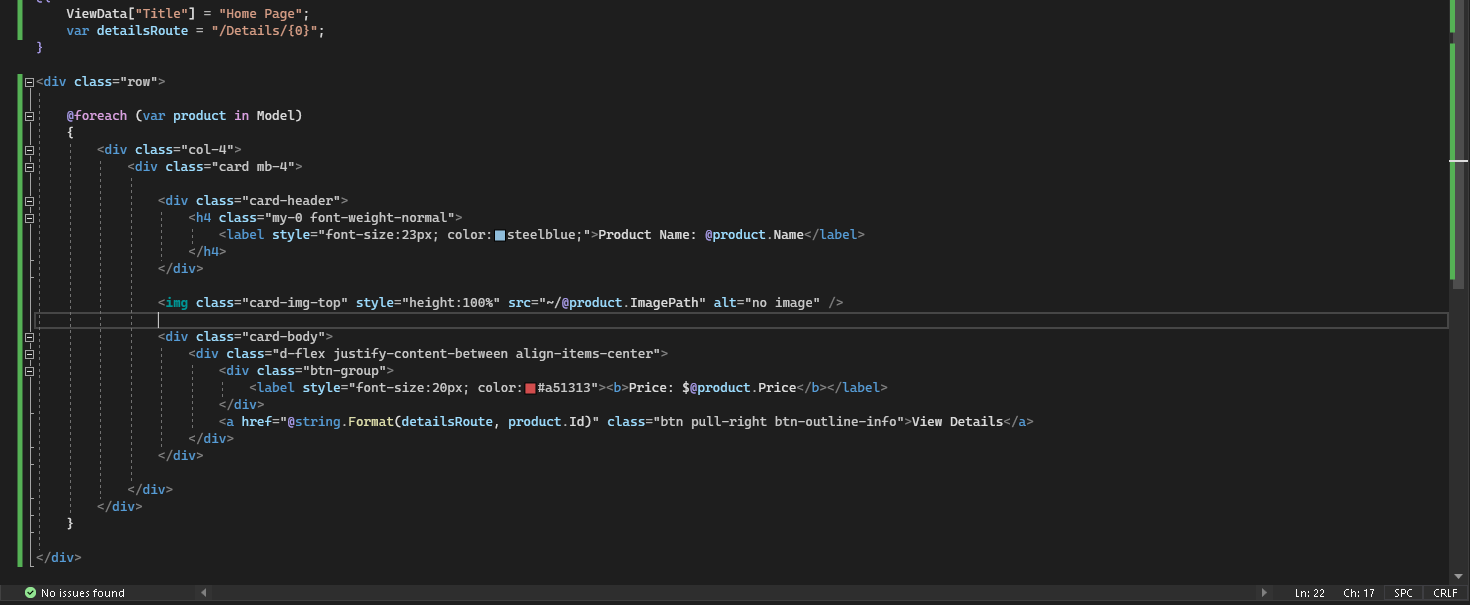 ViewData["Title"] = "Home Page";
var detailsRoute = "/Details/{0}";
}
<div class="row">
@foreach (var product in Model)
{
<div class="col-4">
<div class="card mb-4">
<div class="card-header">
<h4 class="my-0 font-weight-normal">
<label style="font-size:23px; color:steelblue;">Product Name: @product.Name</label>
</h4>
</div>
<img class="card-img-top" style="height:100%" src="~/@product.ImagePath" alt="no image" />
<div class="card-body">
<div class="d-flex justify-content-between align-items-center">
<div class="btn-group">
<label style="font-size:20px; color:#a51313"><b>Price: $@product.Price</b></label>
</div>
<a href="@string.Format(detailsRoute, product.Id)" class="btn pull-right btn-outline-info">View Details</a>
</div>
</div>
</div>
</div>
}
</div>
No issues found Ln: 22 Ch: 17 SPC CRLF